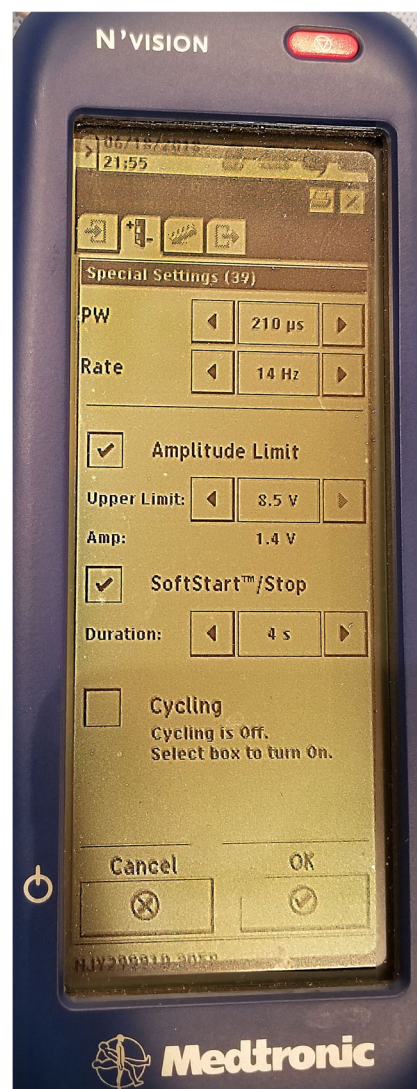 N'VISION
21:55
Special Settings (39)
PW 210 µs
Rate 14 Hz
Amplitude Limit
Upper Limit: 8.5 V
Amp: 1.4 V
SoftStart™/Stop
Duration: 4 s
Cycling
Cycling is Off.
Select box to turn On.
Cancel OK
Medtronic